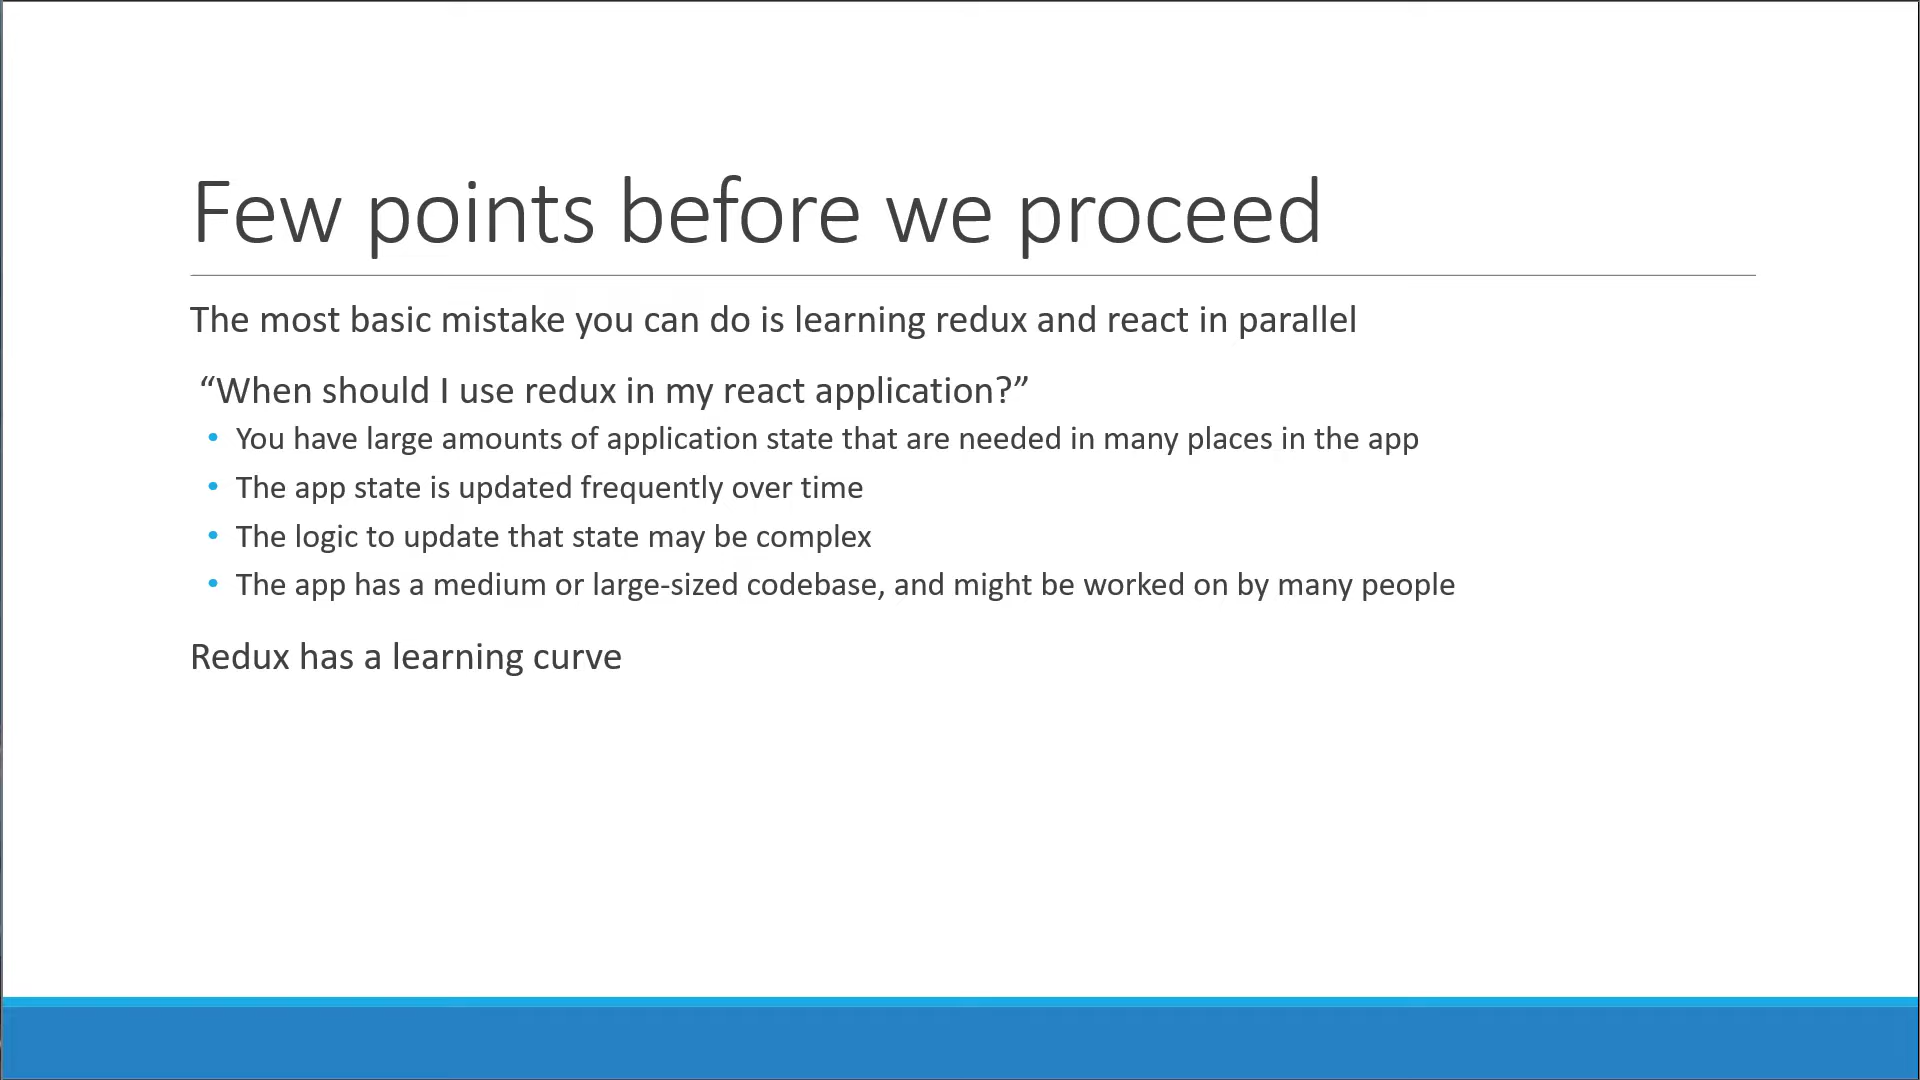 Few points before we proceed
The most basic mistake you can do is learning redux and react in parallel
“When should I use redux in my react application?”
• You have large amounts of application state that are needed in many places in the app
• The app state is updated frequently over time
• The logic to update that state may be complex
• The app has a medium or large-sized codebase, and might be worked on by many people
Redux has a learning curve